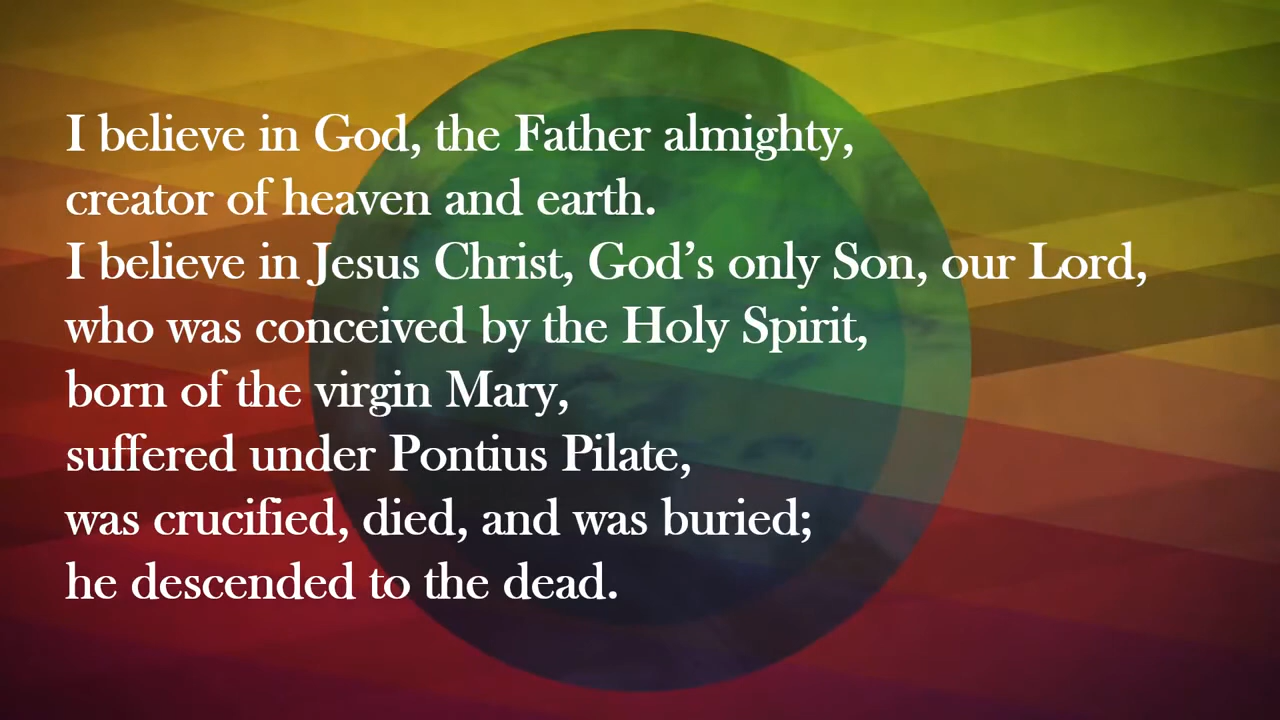 I believe in God, the Father almighty,
creator of heaven and earth.
I believe in Jesus Christ, God’s only Son, our Lord,
who was conceived by the Holy Spirit,
born of the virgin Mary,
suffered under Pontius Pilate,
was crucified, died, and was buried;
he descended to the dead.